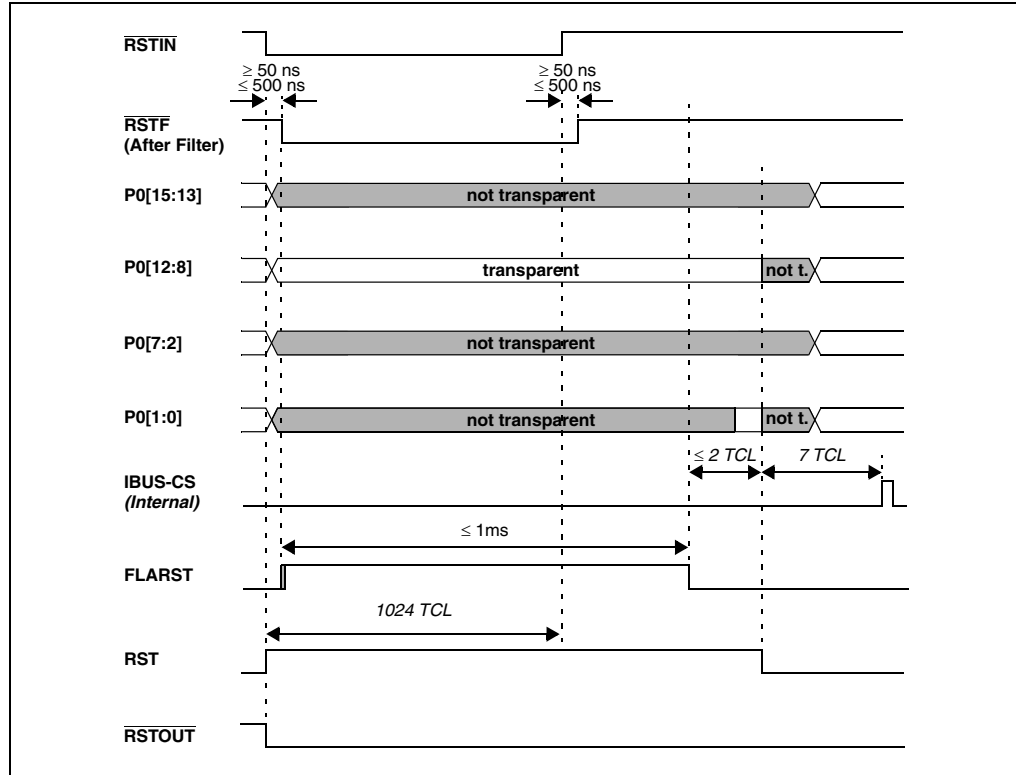 RSTIN
≥ 50 ns ≥ 50 ns
≤ 500 ns ≤ 500 ns
RSTF
(After Filter)
P0[15:13] not transparent
P0[12:8] transparent not t.
P0[7:2] not transparent
P0[1:0] not transparent not t.
≤ 2 TCL 7 TCL
IBUS-CS
(Internal)
≤ 1ms
FLARST
1024 TCL
RST
RSTOUT